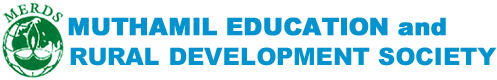 MERDS
MUTHAMIL EDUCATION and
RURAL DEVELOPMENT SOCIETY